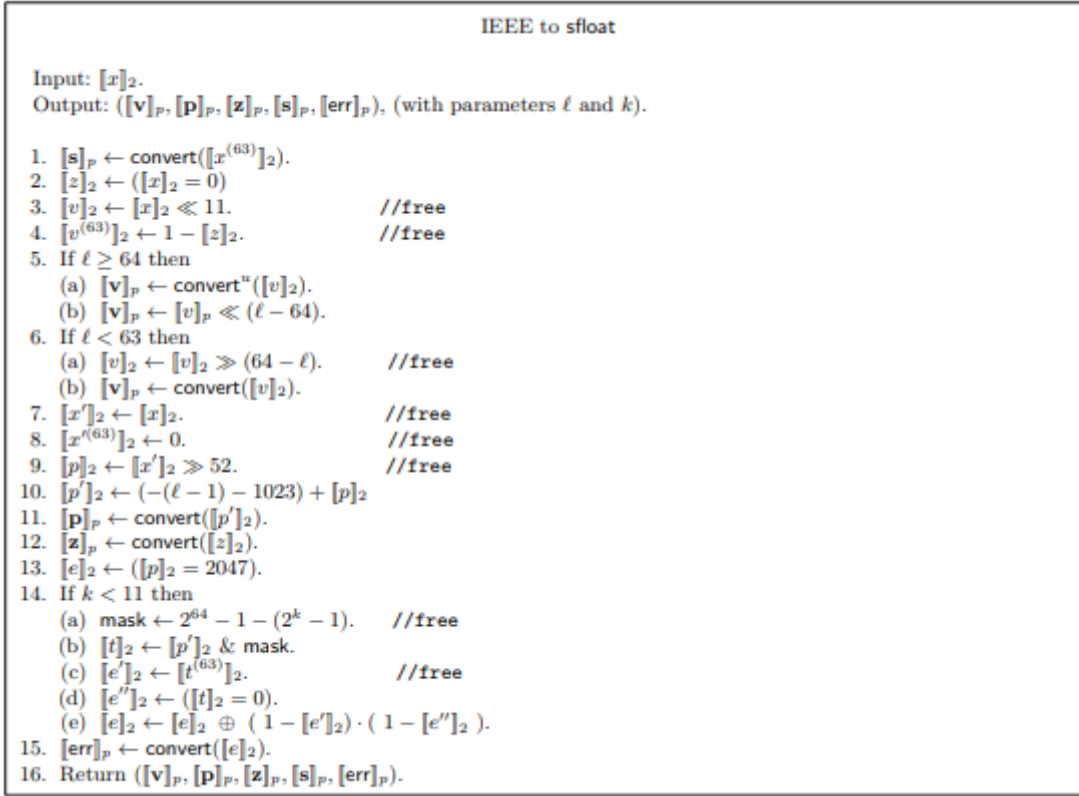 IEEE to sfloat
Input: ⟦x⟧₂.
Output: (⟦𝐯⟧ₚ, ⟦𝐩⟧ₚ, ⟦𝐳⟧ₚ, ⟦𝐬⟧ₚ, ⟦err⟧ₚ), (with parameters ℓ and k).
1. ⟦𝐬⟧ₚ ← convert(⟦x⁽⁶³⁾⟧₂).
2. ⟦z⟧₂ ← (⟦x⟧₂ = 0)
3. ⟦v⟧₂ ← ⟦x⟧₂ ≪ 11. //free
4. ⟦v⁽⁶³⁾⟧₂ ← 1 − ⟦z⟧₂. //free
5. If ℓ ≥ 64 then
(a) ⟦𝐯⟧ₚ ← convertᵘ(⟦v⟧₂).
(b) ⟦𝐯⟧ₚ ← ⟦v⟧ₚ ≪ (ℓ − 64).
6. If ℓ < 63 then
(a) ⟦v⟧₂ ← ⟦v⟧₂ ≫ (64 − ℓ). //free
(b) ⟦𝐯⟧ₚ ← convert(⟦v⟧₂).
7. ⟦x′⟧₂ ← ⟦x⟧₂. //free
8. ⟦x′⁽⁶³⁾⟧₂ ← 0. //free
9. ⟦p⟧₂ ← ⟦x′⟧₂ ≫ 52. //free
10. ⟦p′⟧₂ ← (−(ℓ − 1) − 1023) + ⟦p⟧₂
11. ⟦𝐩⟧ₚ ← convert(⟦p′⟧₂).
12. ⟦𝐳⟧ₚ ← convert(⟦z⟧₂).
13. ⟦e⟧₂ ← (⟦p⟧₂ = 2047).
14. If k < 11 then
(a) mask ← 2⁶⁴ − 1 − (2ᵏ − 1). //free
(b) ⟦t⟧₂ ← ⟦p′⟧₂ & mask.
(c) ⟦e′⟧₂ ← ⟦t⁽⁶³⁾⟧₂. //free
(d) ⟦e″⟧₂ ← (⟦t⟧₂ = 0).
(e) ⟦e⟧₂ ← ⟦e⟧₂ ⊕ ( 1 − ⟦e′⟧₂) · ( 1 − ⟦e″⟧₂ ).
15. ⟦err⟧ₚ ← convert(⟦e⟧₂).
16. Return (⟦𝐯⟧ₚ, ⟦𝐩⟧ₚ, ⟦𝐳⟧ₚ, ⟦𝐬⟧ₚ, ⟦err⟧ₚ).